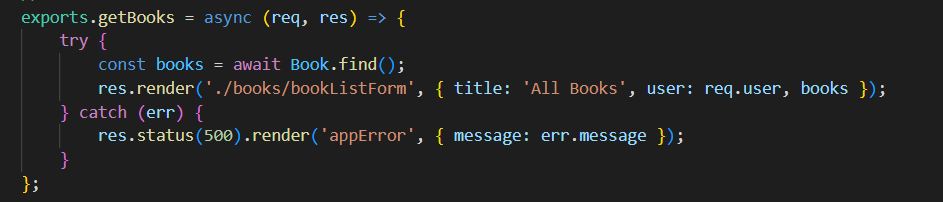 exports.getBooks = async (req, res) => {
    try {
        const books = await Book.find();
        res.render('./books/bookListForm', { title: 'All Books', user: req.user, books });
    } catch (err) {
        res.status(500).render('appError', { message: err.message });
    }
};